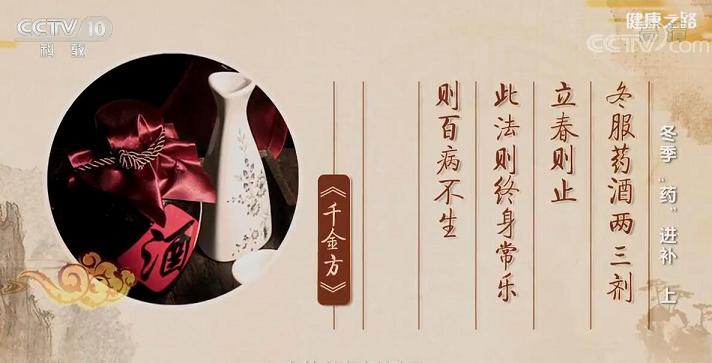 CCTV 10
科教
健康之路
CCTV.com
冬季“药”进补 上
冬服药酒两三剂
立春则止
此法则终身常乐
则百病不生
《千金方》
酒